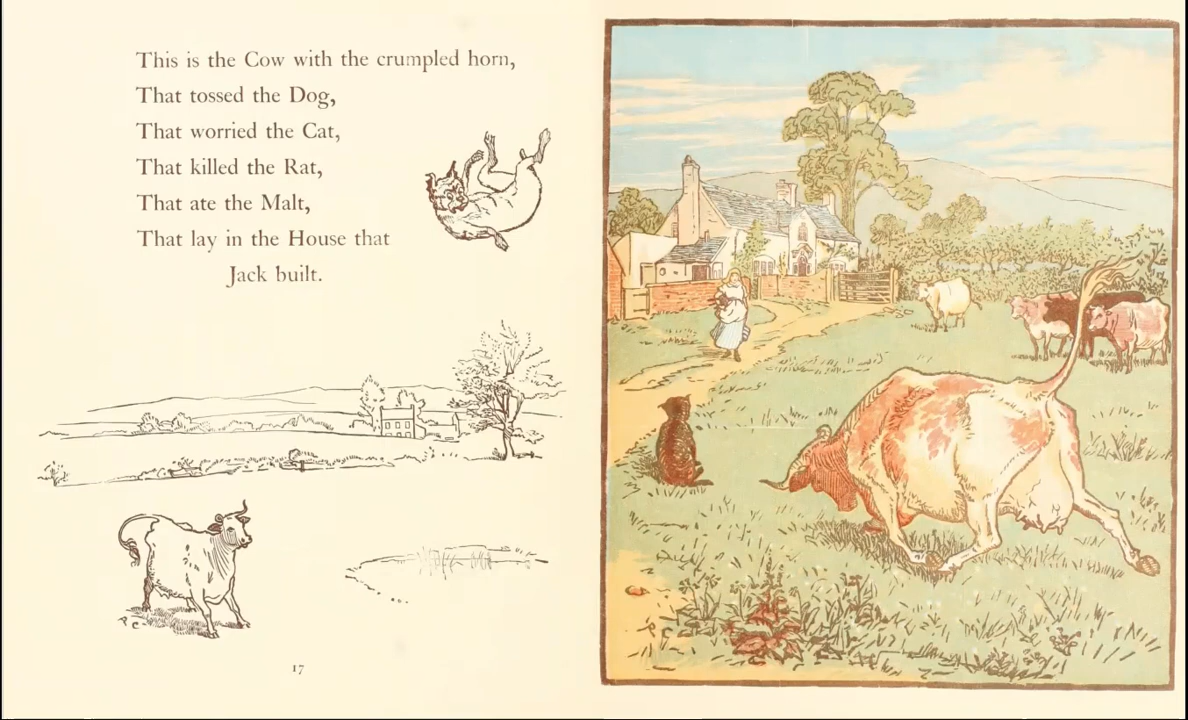 This is the Cow with the crumpled horn,
That tossed the Dog,
That worried the Cat,
That killed the Rat,
That ate the Malt,
That lay in the House that
Jack built.
R C
17